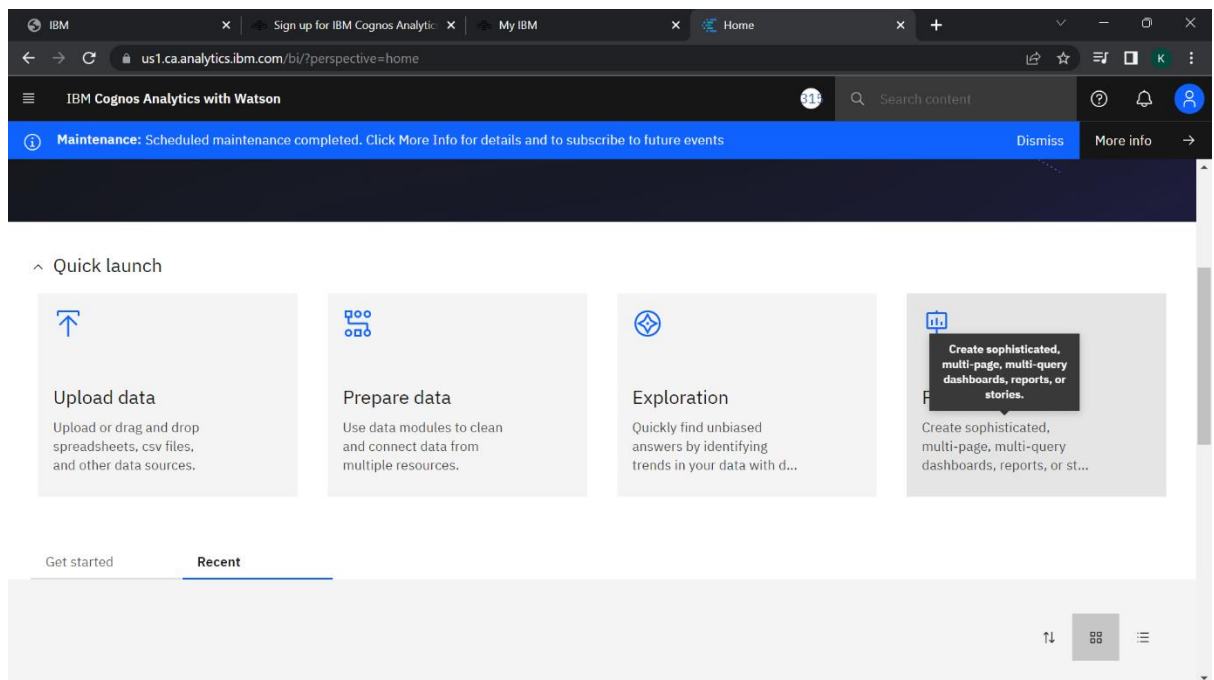 IBM
Sign up for IBM Cognos Analytic
My IBM
Home
us1.ca.analytics.ibm.com/bi/?perspective=home
K
IBM Cognos Analytics with Watson
315
Search content
Maintenance: Scheduled maintenance completed. Click More Info for details and to subscribe to future events
Dismiss
More info
Quick launch
Upload data
Upload or drag and drop
spreadsheets, csv files,
and other data sources.
Prepare data
Use data modules to clean
and connect data from
multiple resources.
Exploration
Quickly find unbiased
answers by identifying
trends in your data with d...
Create sophisticated,
multi-page, multi-query
dashboards, reports, or
stories.
Create sophisticated,
multi-page, multi-query
dashboards, reports, or st...
Get started
Recent